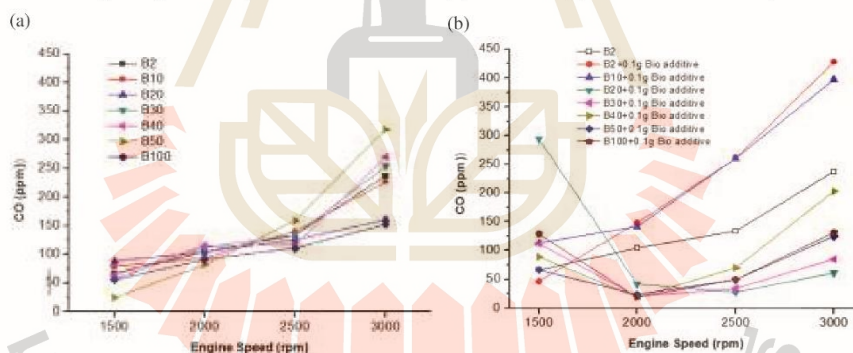 (a)
450
400
350
300
250
200
150
100
50
0
CO (ppm)
B2
B10
B20
B30
B40
B50
B100
1500 2000 2500 3000
Engine Speed (rpm)
(b)
450
400
350
300
250
200
150
100
50
0
CO (ppm)
B2
B2+0.1g Bio additive
B10+0.1g Bio additive
B20+0.1g Bio additive
B30+0.1g Bio additive
B40+0.1g Bio additive
B50+0.1g Bio additive
B100+0.1g Bio additive
1500 2000 2500 3000
Engine Speed (rpm)